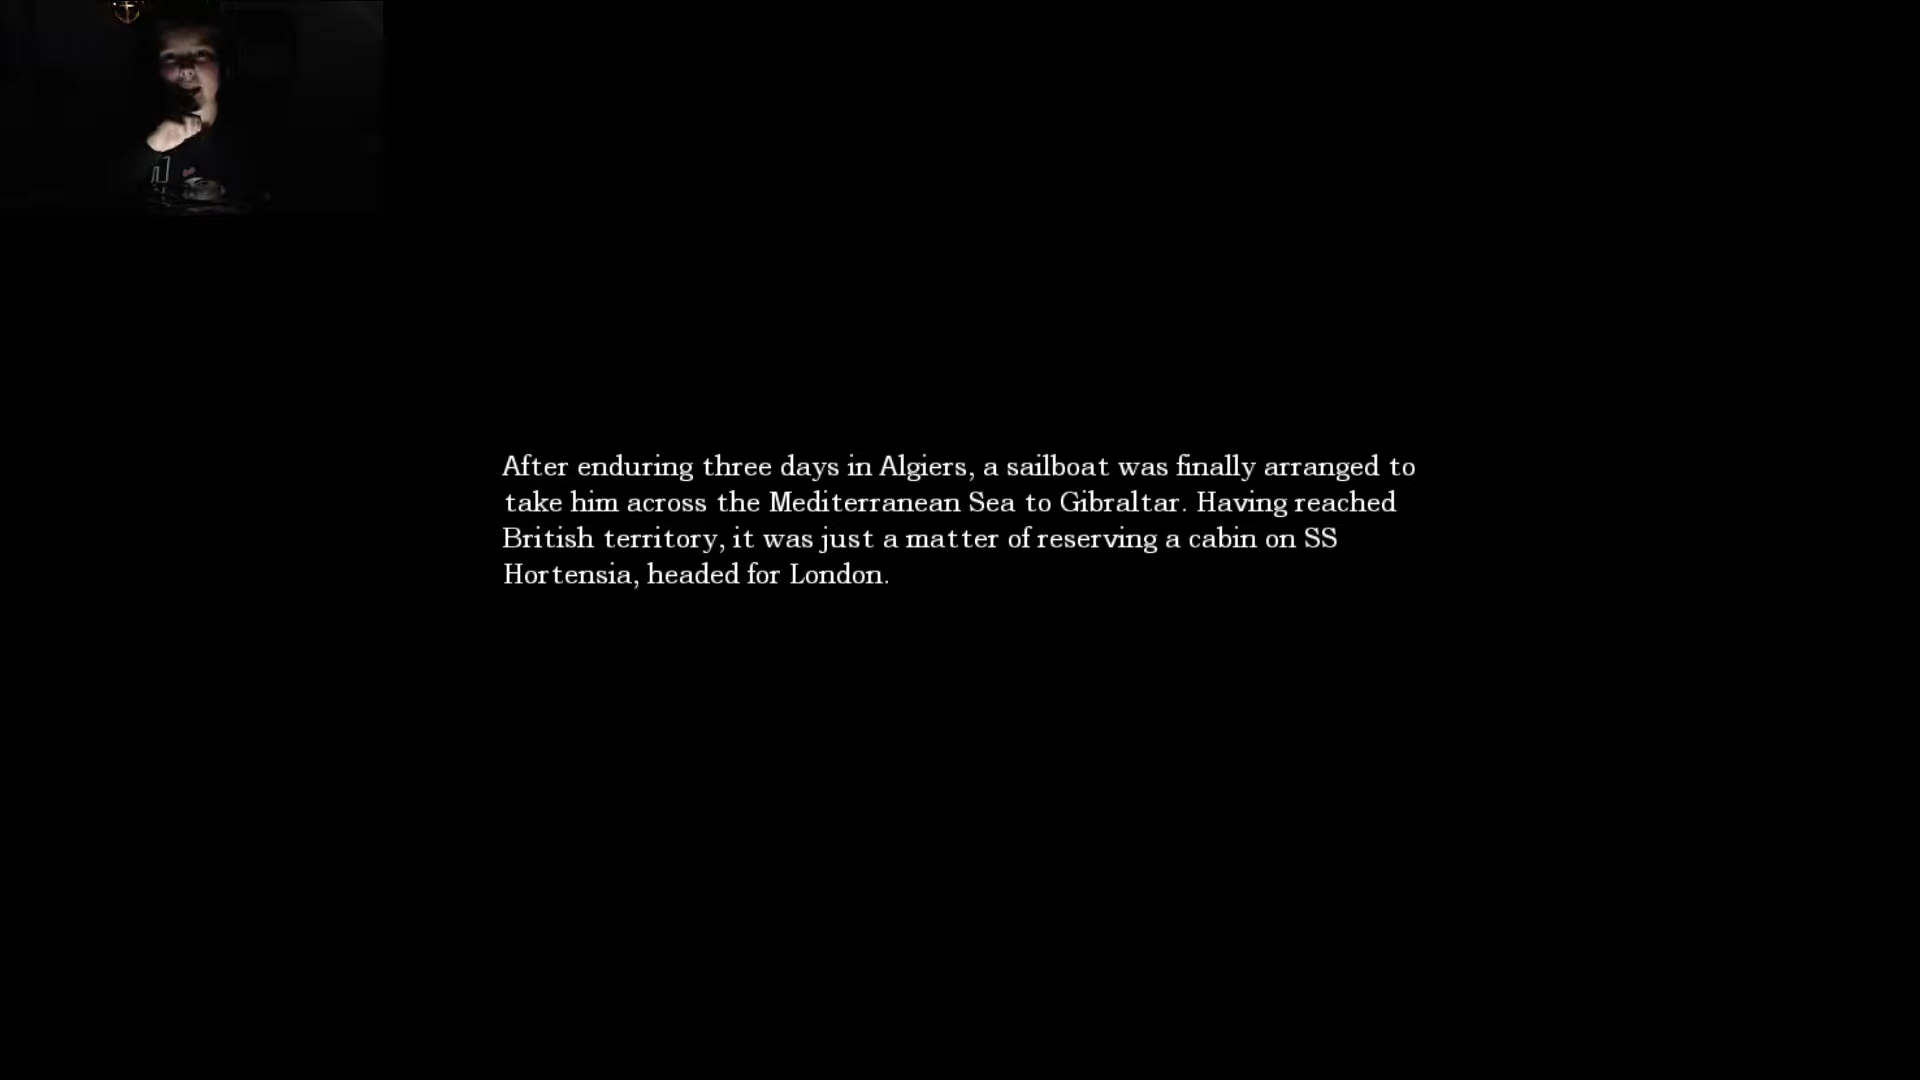 After enduring three days in Algiers, a sailboat was finally arranged to
take him across the Mediterranean Sea to Gibraltar. Having reached
British territory, it was just a matter of reserving a cabin on SS
Hortensia, headed for London.